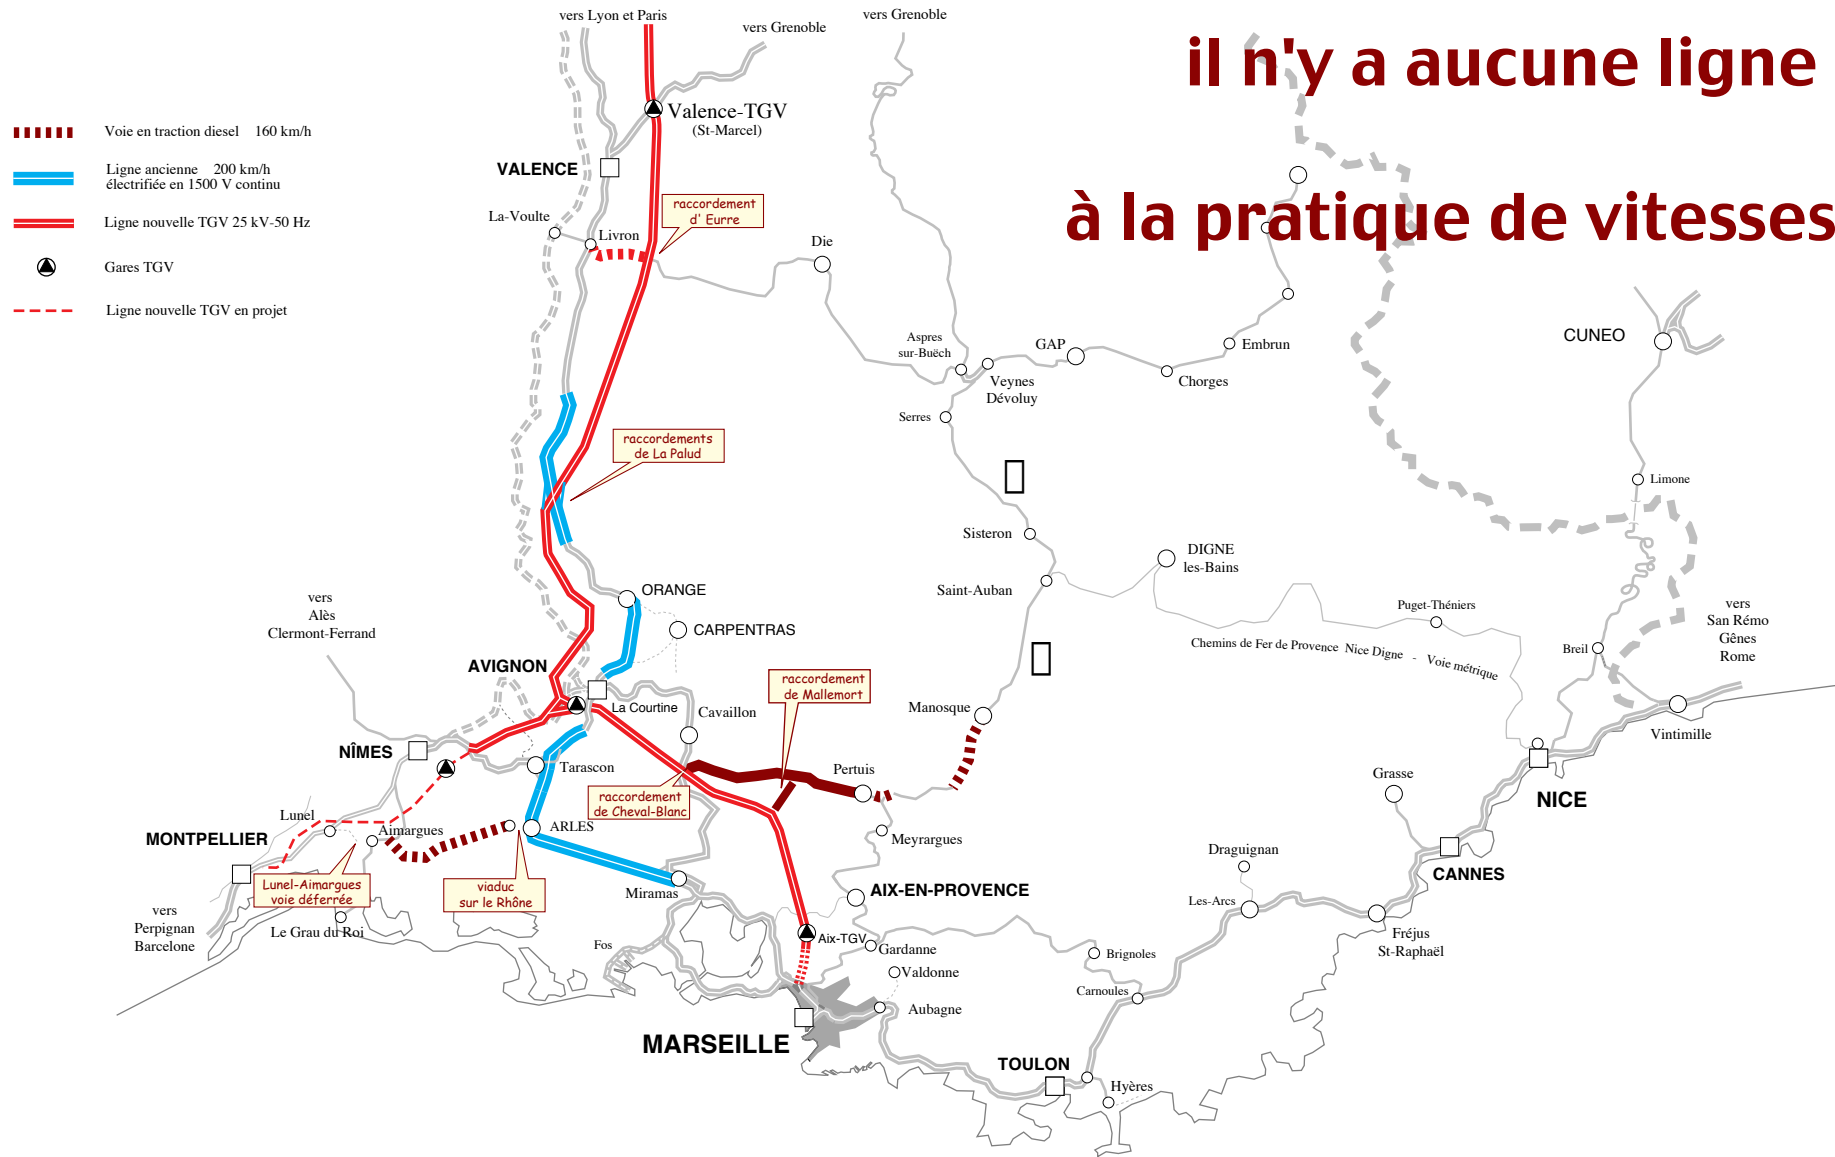 vers Lyon et Paris
vers Grenoble
vers Grenoble
il n'y a aucune ligne
à la pratique de vitesses
Voie en traction diesel 160 km/h
Ligne ancienne 200 km/h
électrifiée en 1500 V continu
Ligne nouvelle TGV 25 kV-50 Hz
Gares TGV
Ligne nouvelle TGV en projet
Valence-TGV
(St-Marcel)
VALENCE
La-Voulte
Livron
raccordement
d' Eurre
Die
Aspres
sur-Buëch
GAP
Veynes
Dévoluy
Chorges
Embrun
CUNEO
Serres
raccordements
de La Palud
Limone
Sisteron
DIGNE
les-Bains
Saint-Auban
ORANGE
CARPENTRAS
vers
Alès
Clermont-Ferrand
Puget-Théniers
Chemins de Fer de Provence Nice Digne - Voie métrique
Breil
vers
San Rémo
Gênes
Rome
AVIGNON
La Courtine
raccordement
de Mallemort
Cavaillon
Manosque
Vintimille
NÎMES
Tarascon
Pertuis
Grasse
NICE
raccordement
de Cheval-Blanc
Lunel
Aimargues
ARLES
Meyrargues
MONTPELLIER
Draguignan
CANNES
Lunel-Aimargues
voie déferrée
viaduc
sur le Rhône
Miramas
AIX-EN-PROVENCE
Les-Arcs
vers
Perpignan
Barcelone
Le Grau du Roi
Fos
Aix-TGV
Gardanne
Brignoles
Fréjus
St-Raphaël
Valdonne
Carnoules
Aubagne
MARSEILLE
TOULON
Hyères